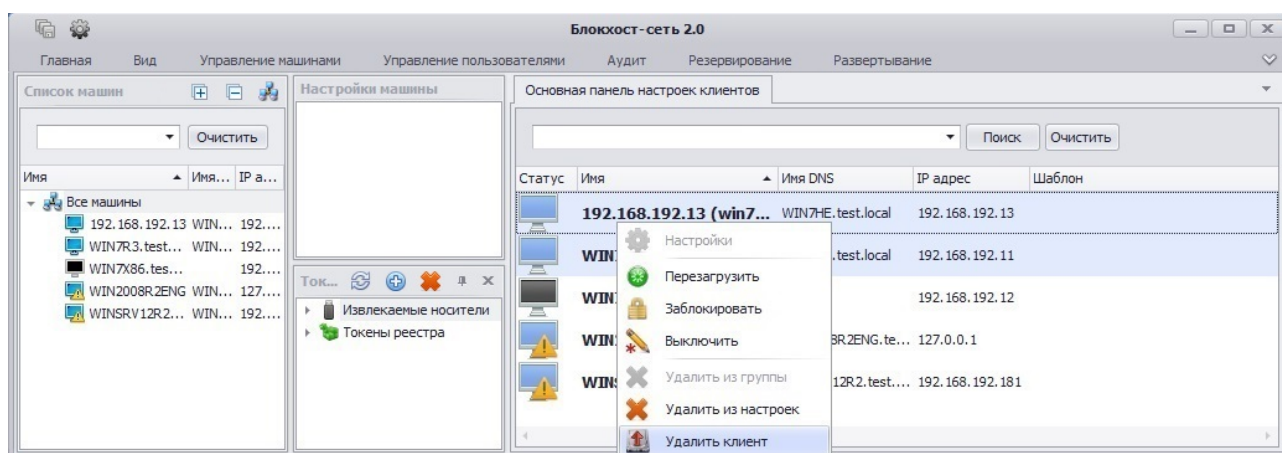 Блокхост-сеть 2.0
Главная Вид Управление машинами Управление пользователями Аудит Резервирование Развертывание
Список машин
Очистить
Имя Имя... IP а...
Все машины
192.168.192.13 WIN... 192....
WIN7R3.test... WIN... 192....
WIN7X86.tes... 192....
WIN2008R2ENG WIN... 127....
WINSRV12R2... WIN... 192....
Настройки машины
Ток...
Извлекаемые носители
Токены реестра
Основная панель настроек клиентов
Поиск Очистить
Статус Имя Имя DNS IP адрес Шаблон
192.168.192.13 (win7... WIN7HE.test.local 192.168.192.13
WIN .test.local 192.168.192.11
WIN 192.168.192.12
WIN 8R2ENG.te... 127.0.0.1
WINS 12R2.test.... 192.168.192.181
Настройки
Перезагрузить
Заблокировать
Выключить
Удалить из группы
Удалить из настроек
Удалить клиент